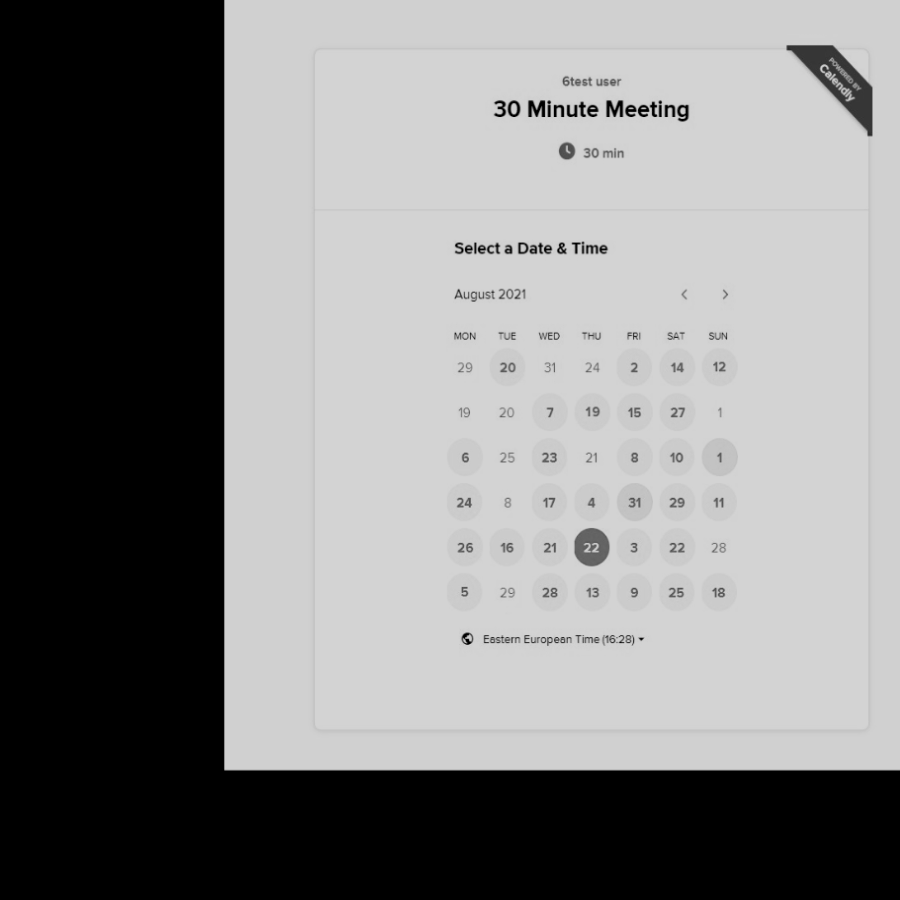 6test user
30 Minute Meeting
30 min
POWERED BY
Calendly
Select a Date & Time
August 2021
MON TUE WED THU FRI SAT SUN
29 20 31 24 2 14 12
19 20 7 19 15 27 1
6 25 23 21 8 10 1
24 8 17 4 31 29 11
26 16 21 22 3 22 28
5 29 28 13 9 25 18
Eastern European Time (16:28)